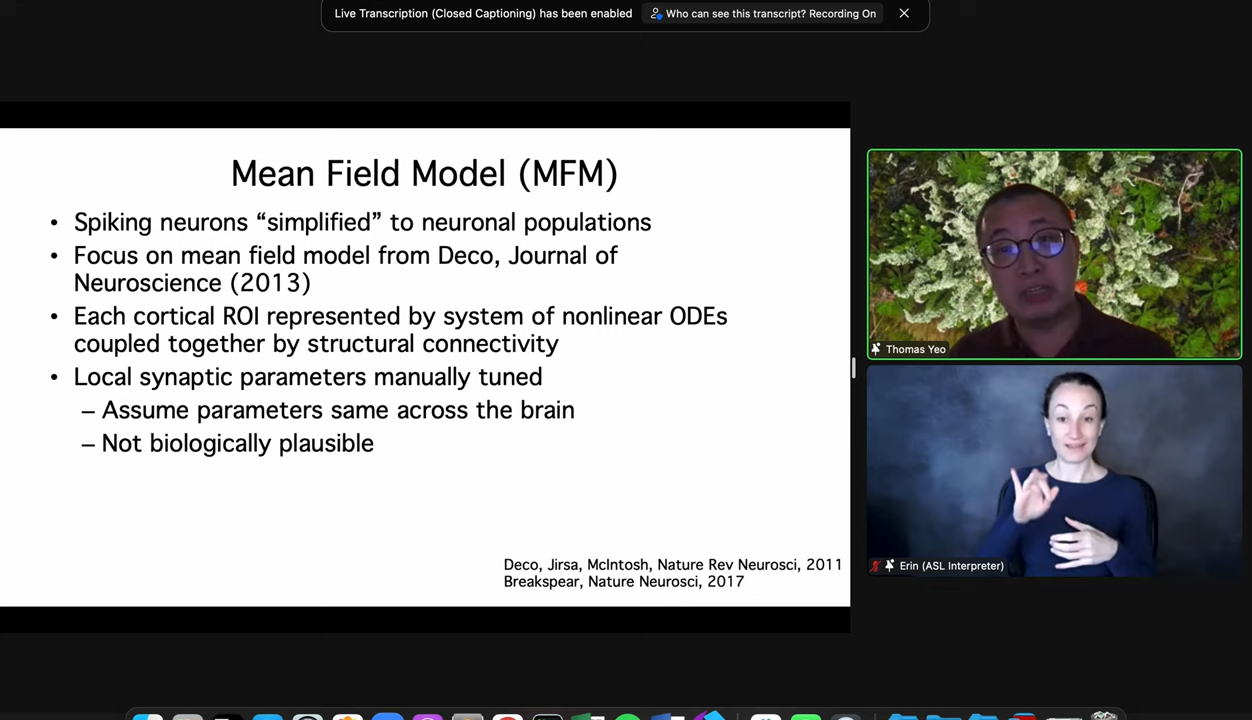 Live Transcription (Closed Captioning) has been enabled
Who can see this transcript? Recording On
Mean Field Model (MFM)
• Spiking neurons “simplified” to neuronal populations
• Focus on mean field model from Deco, Journal of
Neuroscience (2013)
• Each cortical ROI represented by system of nonlinear ODEs
coupled together by structural connectivity
• Local synaptic parameters manually tuned
– Assume parameters same across the brain
– Not biologically plausible
Deco, Jirsa, McIntosh, Nature Rev Neurosci, 2011
Breakspear, Nature Neurosci, 2017
Thomas Yeo
Erin (ASL Interpreter)